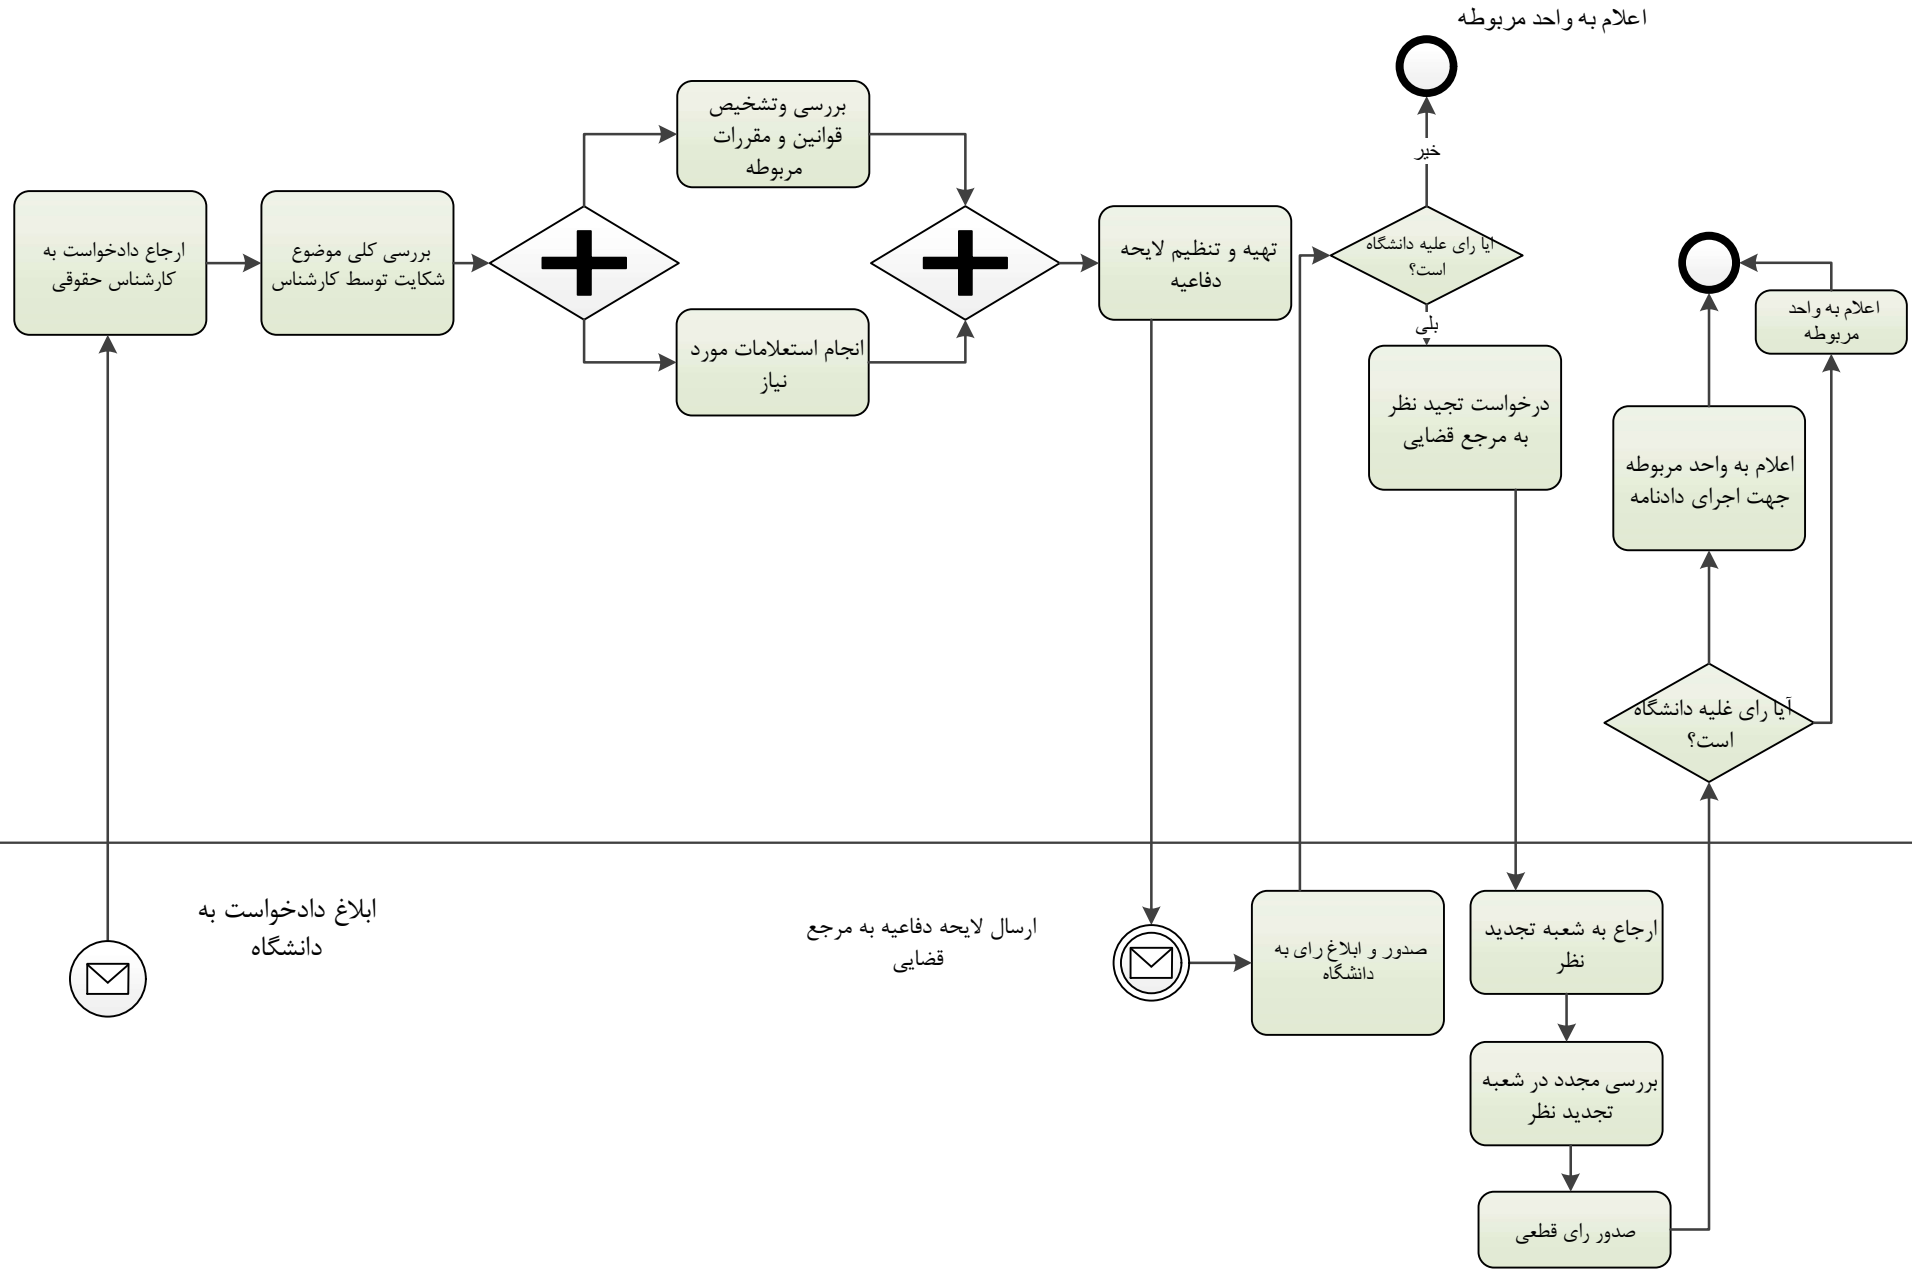 اعلام به واحد مربوطه
بررسی وتشخیص
قوانین و مقررات
مربوطه
خیر
ارجاع دادخواست به
کارشناس حقوقی
بررسی کلی موضوع
شکایت توسط کارشناس
تهیه و تنظیم لایحه
دفاعیه
ایا رای علیه دانشگاه
است؟
بلی
انجام استعلامات مورد
نیاز
درخواست تجید نظر
به مرجع قضایی
اعلام به واحد
مربوطه
اعلام به واحد مربوطه
جهت اجرای دادنامه
آیا رای غلیه دانشگاه
است؟
ابلاغ دادخواست به
دانشگاه
ارسال لایحه دفاعیه به مرجع
قضایی
صدور و ابلاغ رای به
دانشگاه
ارجاع به شعبه تجدید
نظر
بررسی مجدد در شعبه
تجدید نظر
صدور رای قطعی